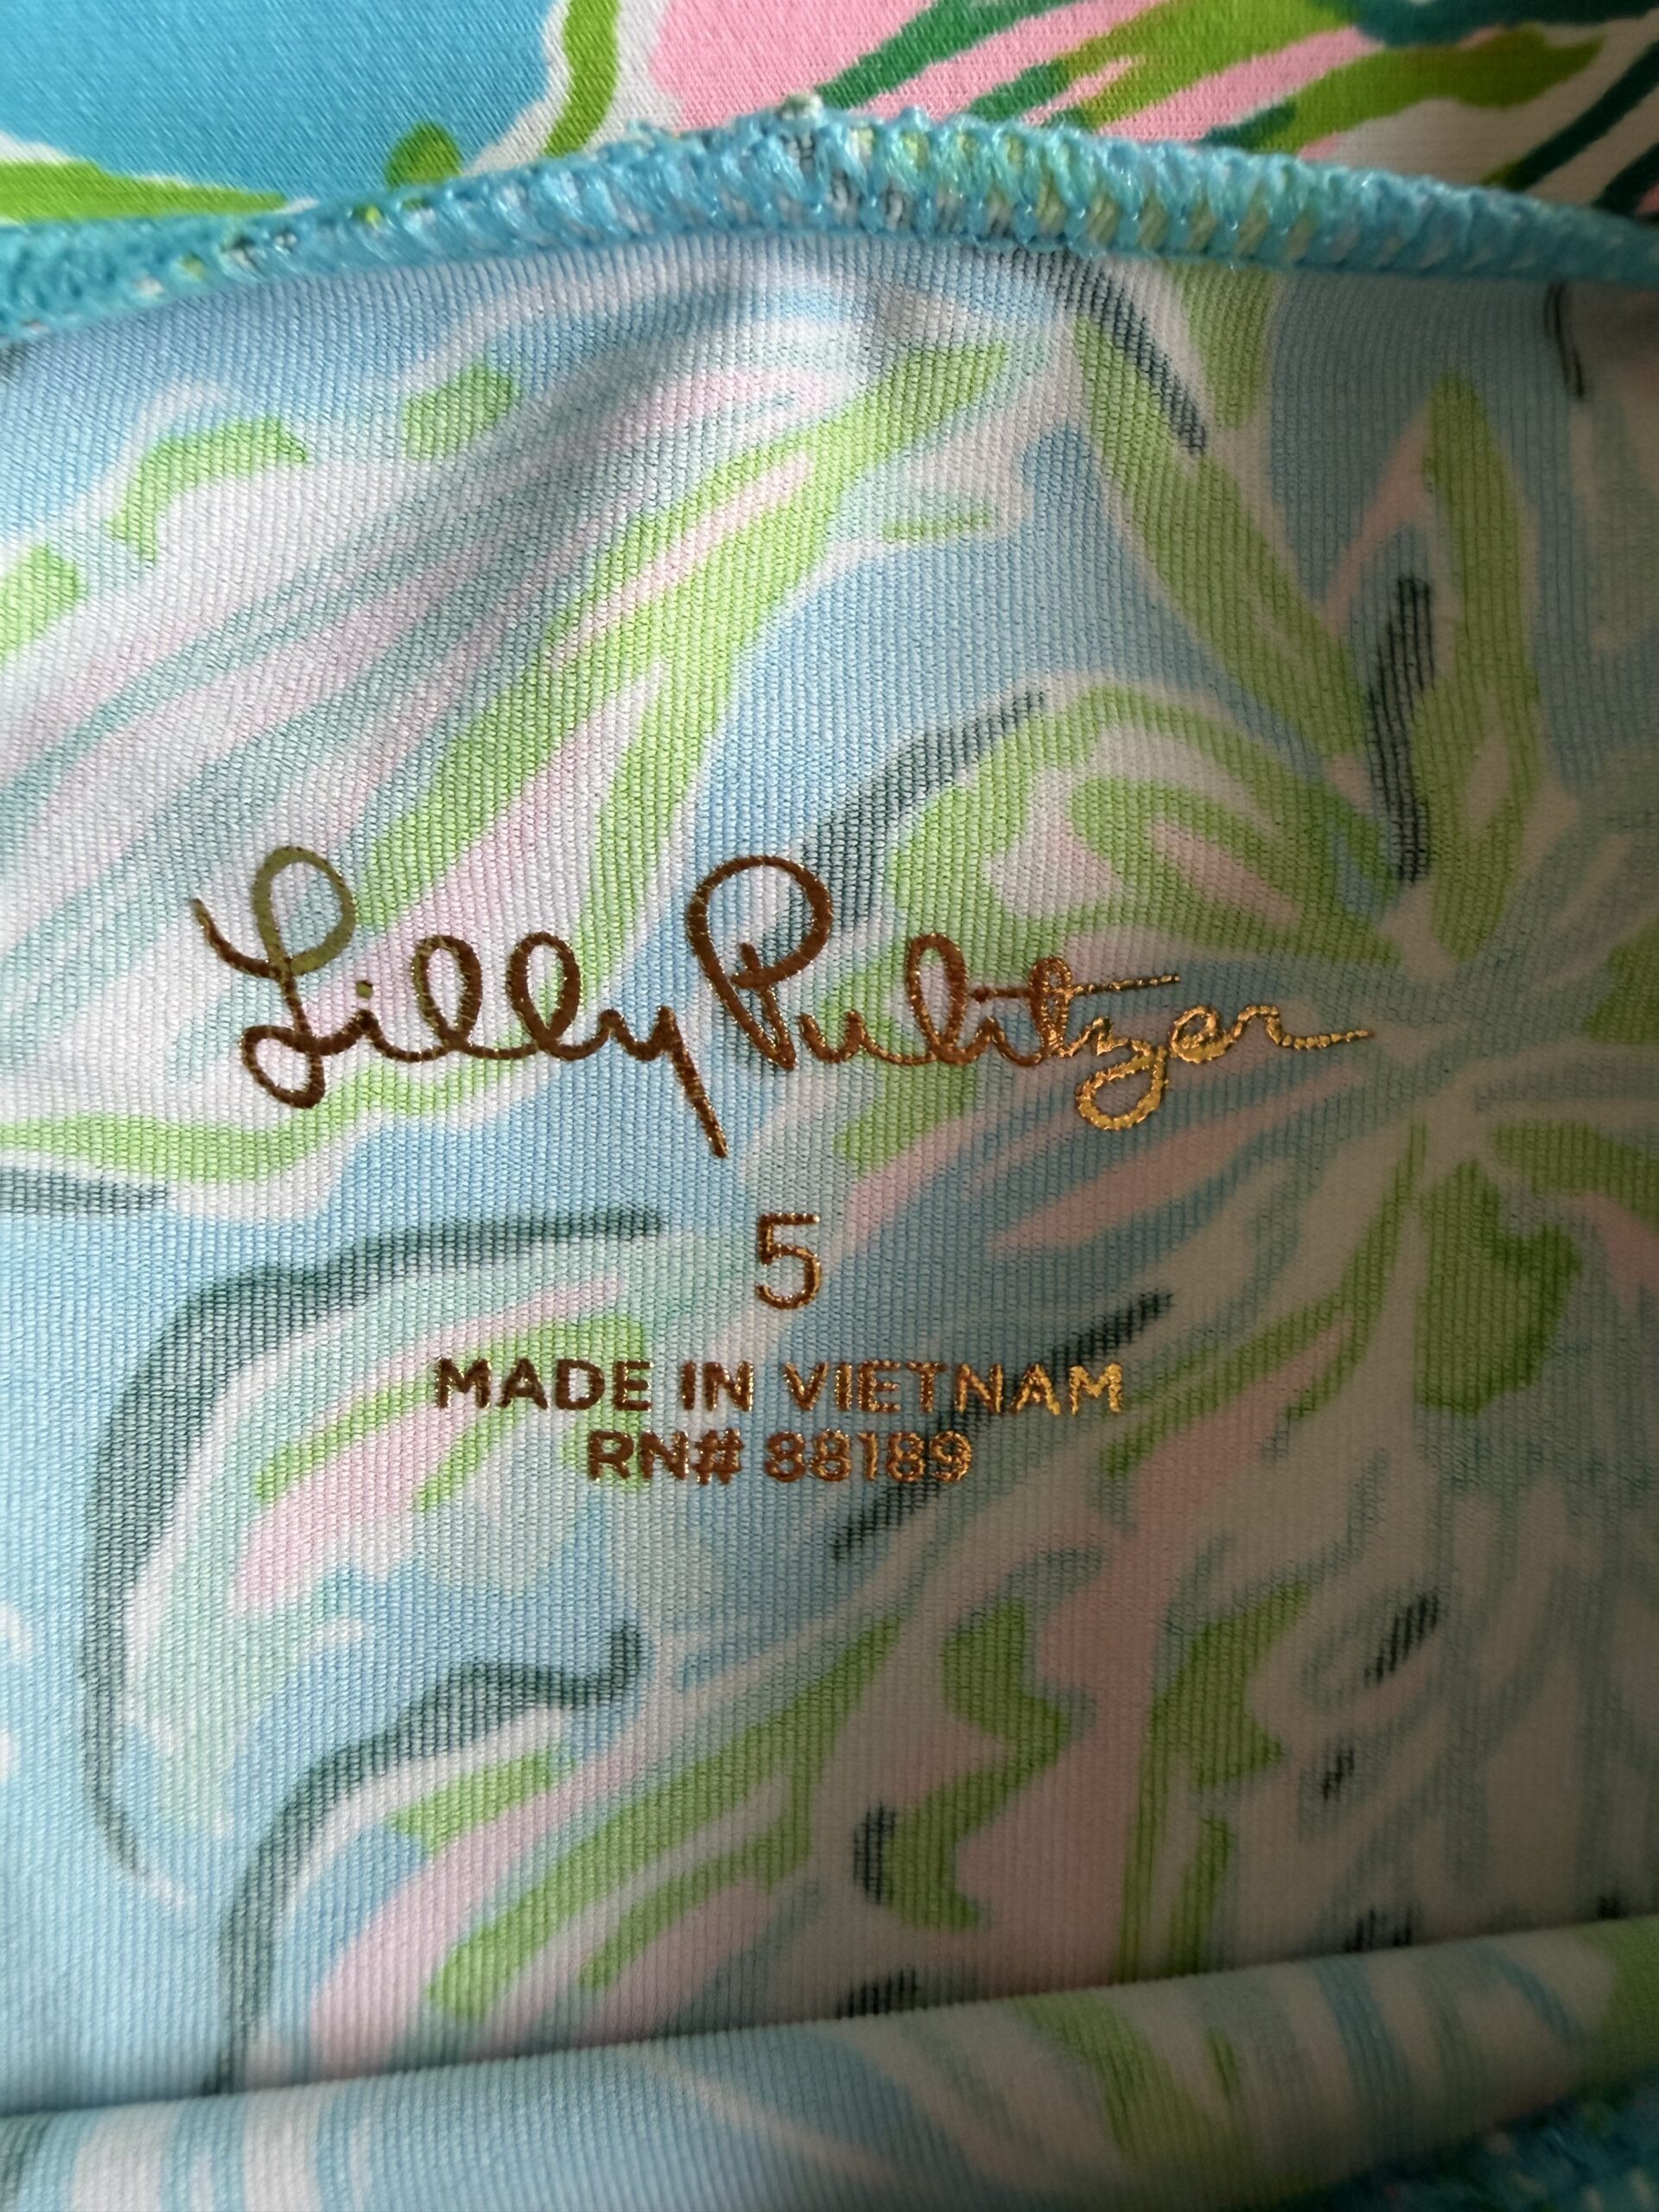 Lilly Pulitzer
5
MADE IN VIETNAM
RN# 88189